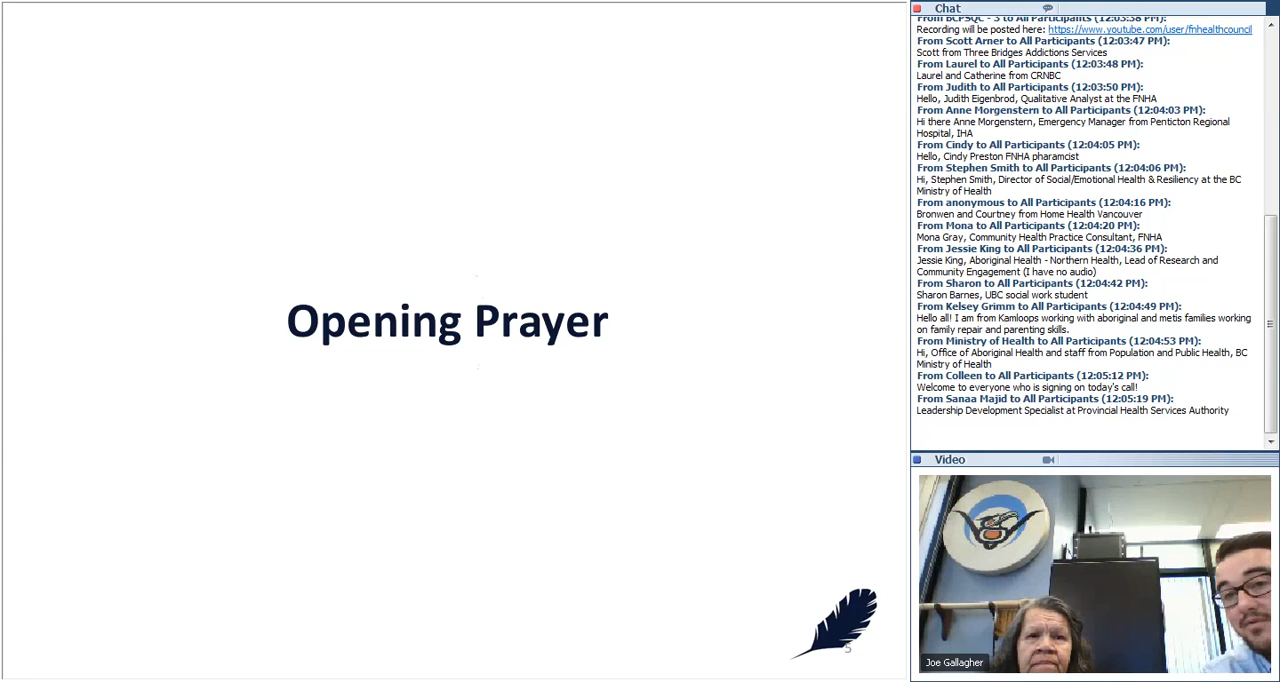 Opening Prayer
5
Chat
From BCPSQC - 3 to All Participants (12:03:38 PM):
Recording will be posted here: https://www.youtube.com/user/fnhealthcouncil
From Scott Arner to All Participants (12:03:47 PM):
Scott from Three Bridges Addictions Services
From Laurel to All Participants (12:03:48 PM):
Laurel and Catherine from CRNBC
From Judith to All Participants (12:03:50 PM):
Hello, Judith Eigenbrod, Qualitative Analyst at the FNHA
From Anne Morgenstern to All Participants (12:04:03 PM):
Hi there Anne Morgenstern, Emergency Manager from Penticton Regional
Hospital, IHA
From Cindy to All Participants (12:04:05 PM):
Hello, Cindy Preston FNHA pharamcist
From Stephen Smith to All Participants (12:04:06 PM):
Hi, Stephen Smith, Director of Social/Emotional Health & Resiliency at the BC
Ministry of Health
From anonymous to All Participants (12:04:16 PM):
Bronwen and Courtney from Home Health Vancouver
From Mona to All Participants (12:04:20 PM):
Mona Gray, Community Health Practice Consultant, FNHA
From Jessie King to All Participants (12:04:36 PM):
Jessie King, Aboriginal Health - Northern Health, Lead of Research and
Community Engagement (I have no audio)
From Sharon to All Participants (12:04:42 PM):
Sharon Barnes, UBC social work student
From Kelsey Grimm to All Participants (12:04:49 PM):
Hello all! I am from Kamloops working with aboriginal and metis families working
on family repair and parenting skills.
From Ministry of Health to All Participants (12:04:53 PM):
Hi, Office of Aboriginal Health and staff from Population and Public Health, BC
Ministry of Health
From Colleen to All Participants (12:05:12 PM):
Welcome to everyone who is signing on today's call!
From Sanaa Majid to All Participants (12:05:19 PM):
Leadership Development Specialist at Provincial Health Services Authority
Video
Joe Gallagher